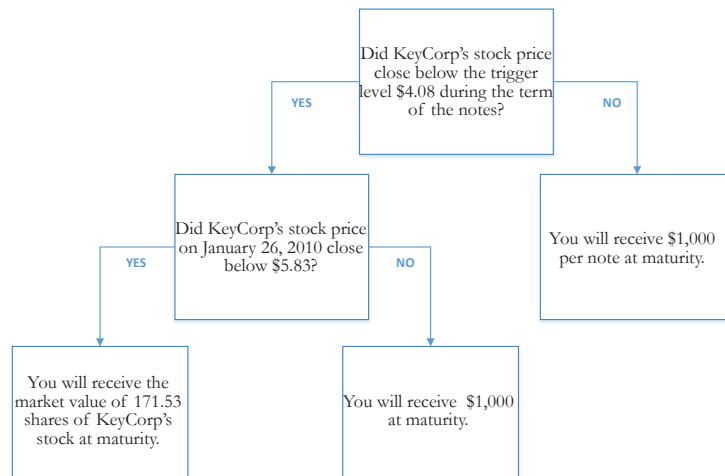 Did KeyCorp's stock price
close below the trigger
level $4.08 during the term
of the notes?
YES
NO
Did KeyCorp's stock price
on January 26, 2010 close
below $5.83?
You will receive $1,000
per note at maturity.
YES
NO
You will receive the
market value of 171.53
shares of KeyCorp's
stock at maturity.
You will receive $1,000
at maturity.